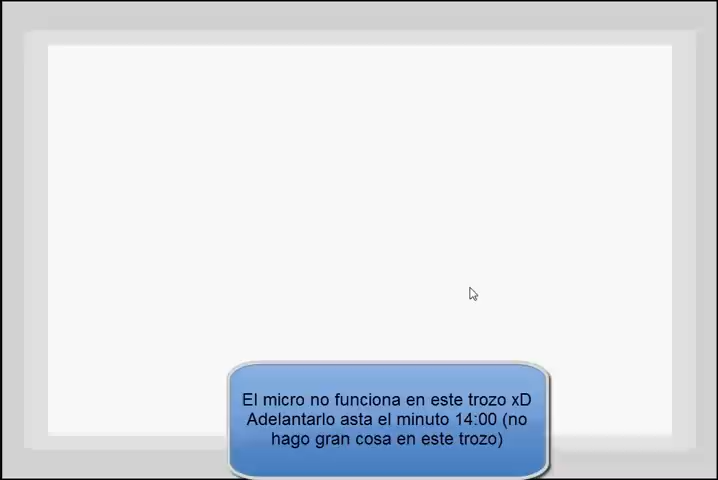 El micro no funciona en este trozo xD
Adelantarlo asta el minuto 14:00 (no
hago gran cosa en este trozo)